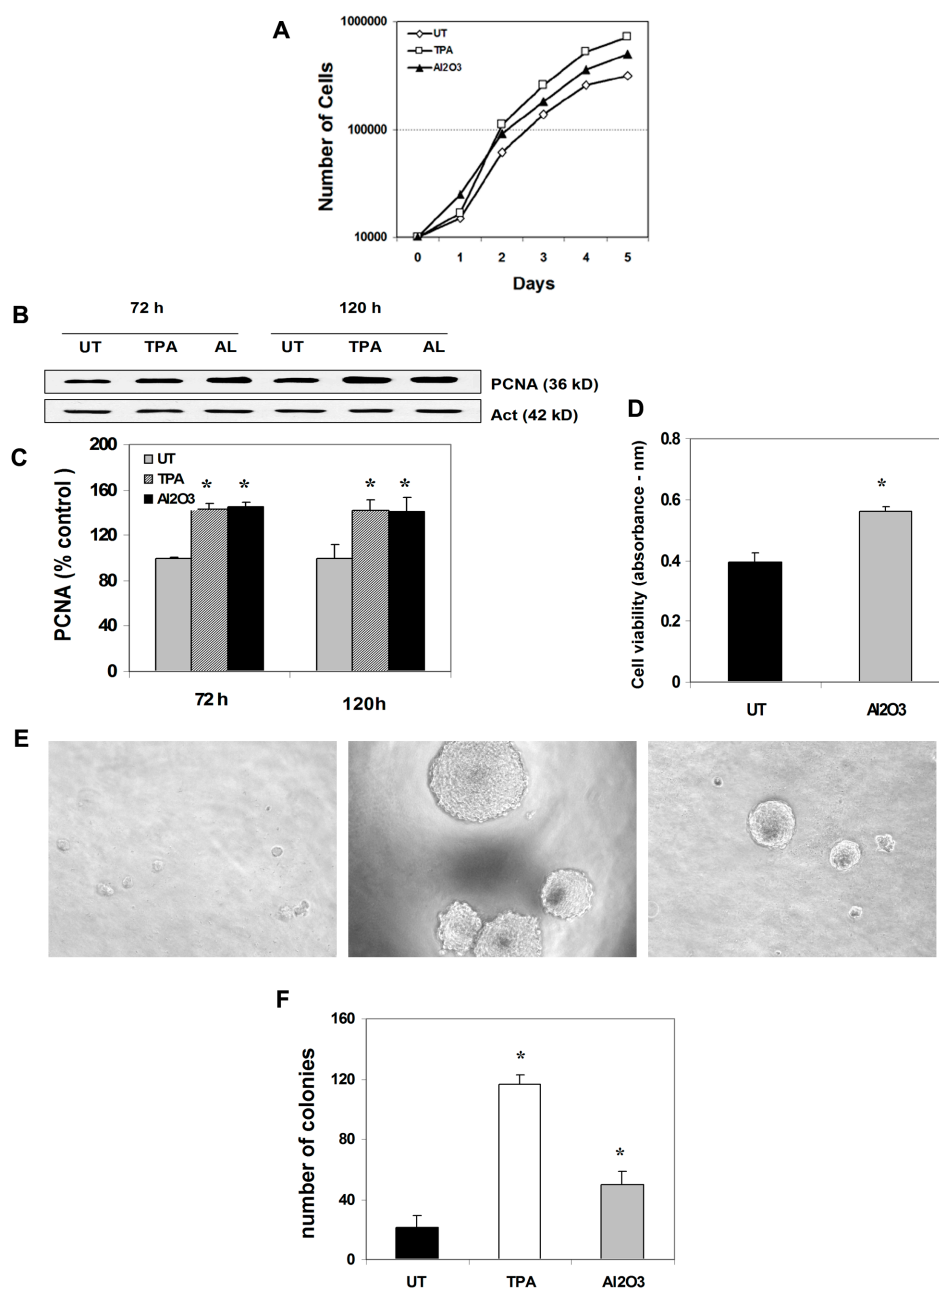 A
1000000
100000
10000
Number of Cells
UT
TPA
Al2O3
0 1 2 3 4 5
Days
B
72 h 120 h
UT TPA AL UT TPA AL
PCNA (36 kD)
Act (42 kD)
C
200
160
120
80
40
0
PCNA (% control )
UT
TPA
Al2O3
* * * *
72h 120h
D
0.8
0.6
0.4
0.2
0
Cell viability (absorbance - nm)
*
UT Al2O3
E
F
160
120
80
40
0
number of colonies
*
*
UT TPA Al2O3